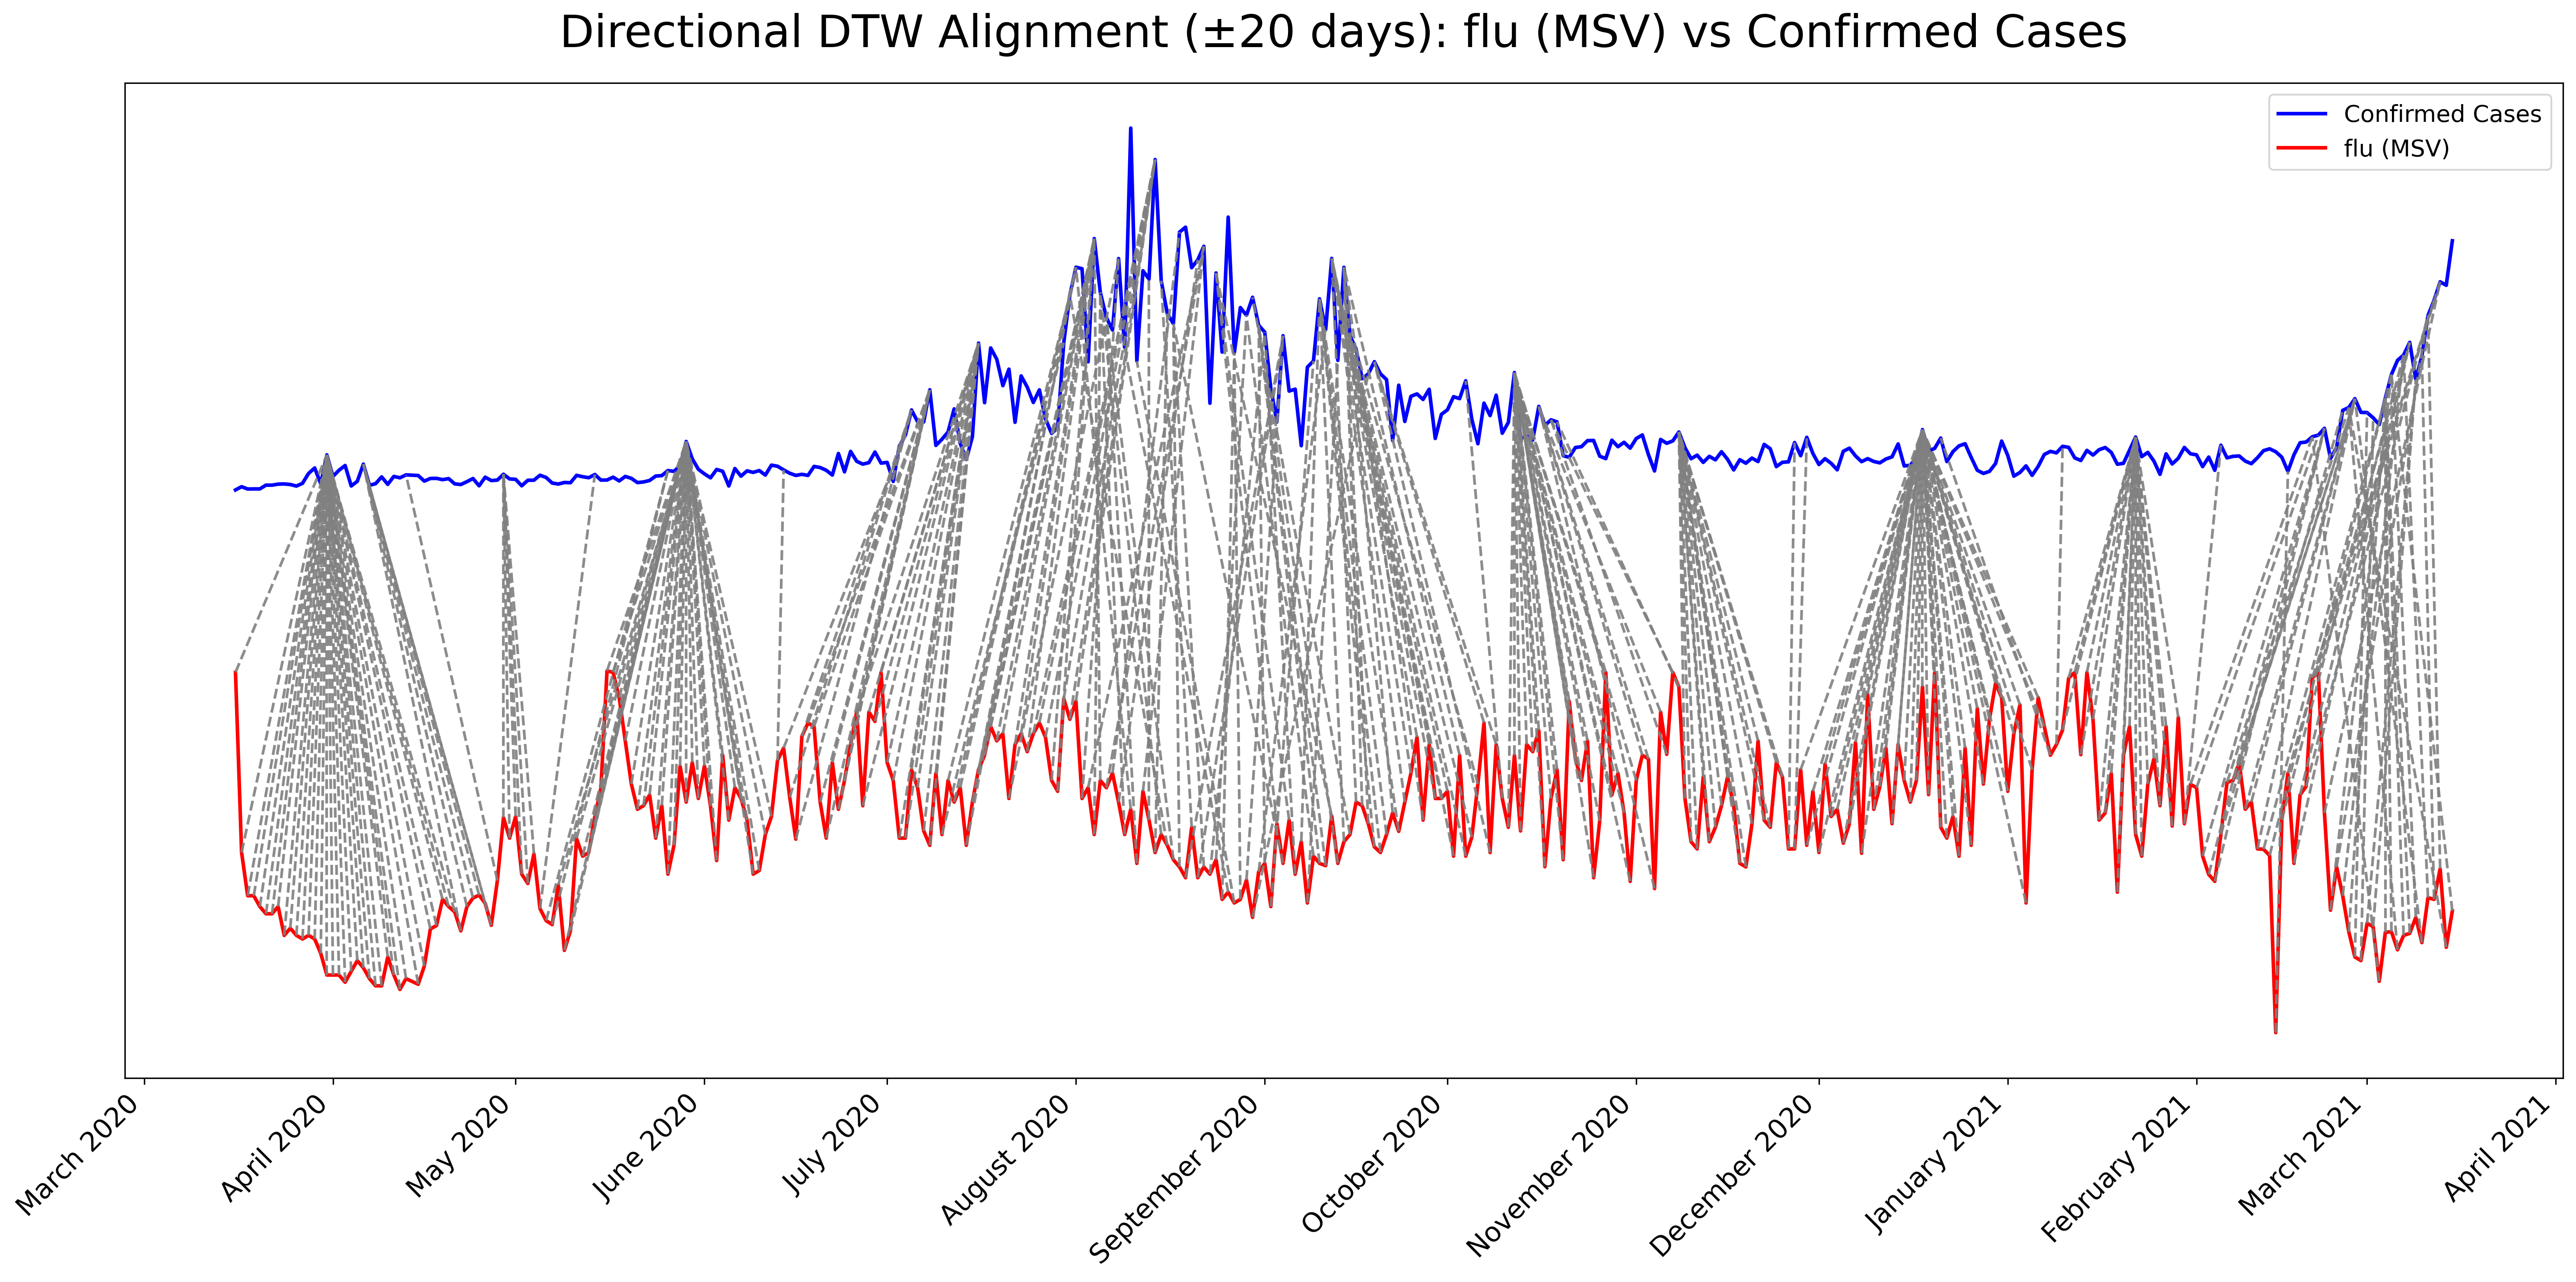 Directional DTW Alignment (±20 days): flu (MSV) vs Confirmed Cases
Confirmed Cases
flu (MSV)
March 2020
April 2020
May 2020
June 2020
July 2020
August 2020
September 2020
October 2020
November 2020
December 2020
January 2021
February 2021
March 2021
April 2021